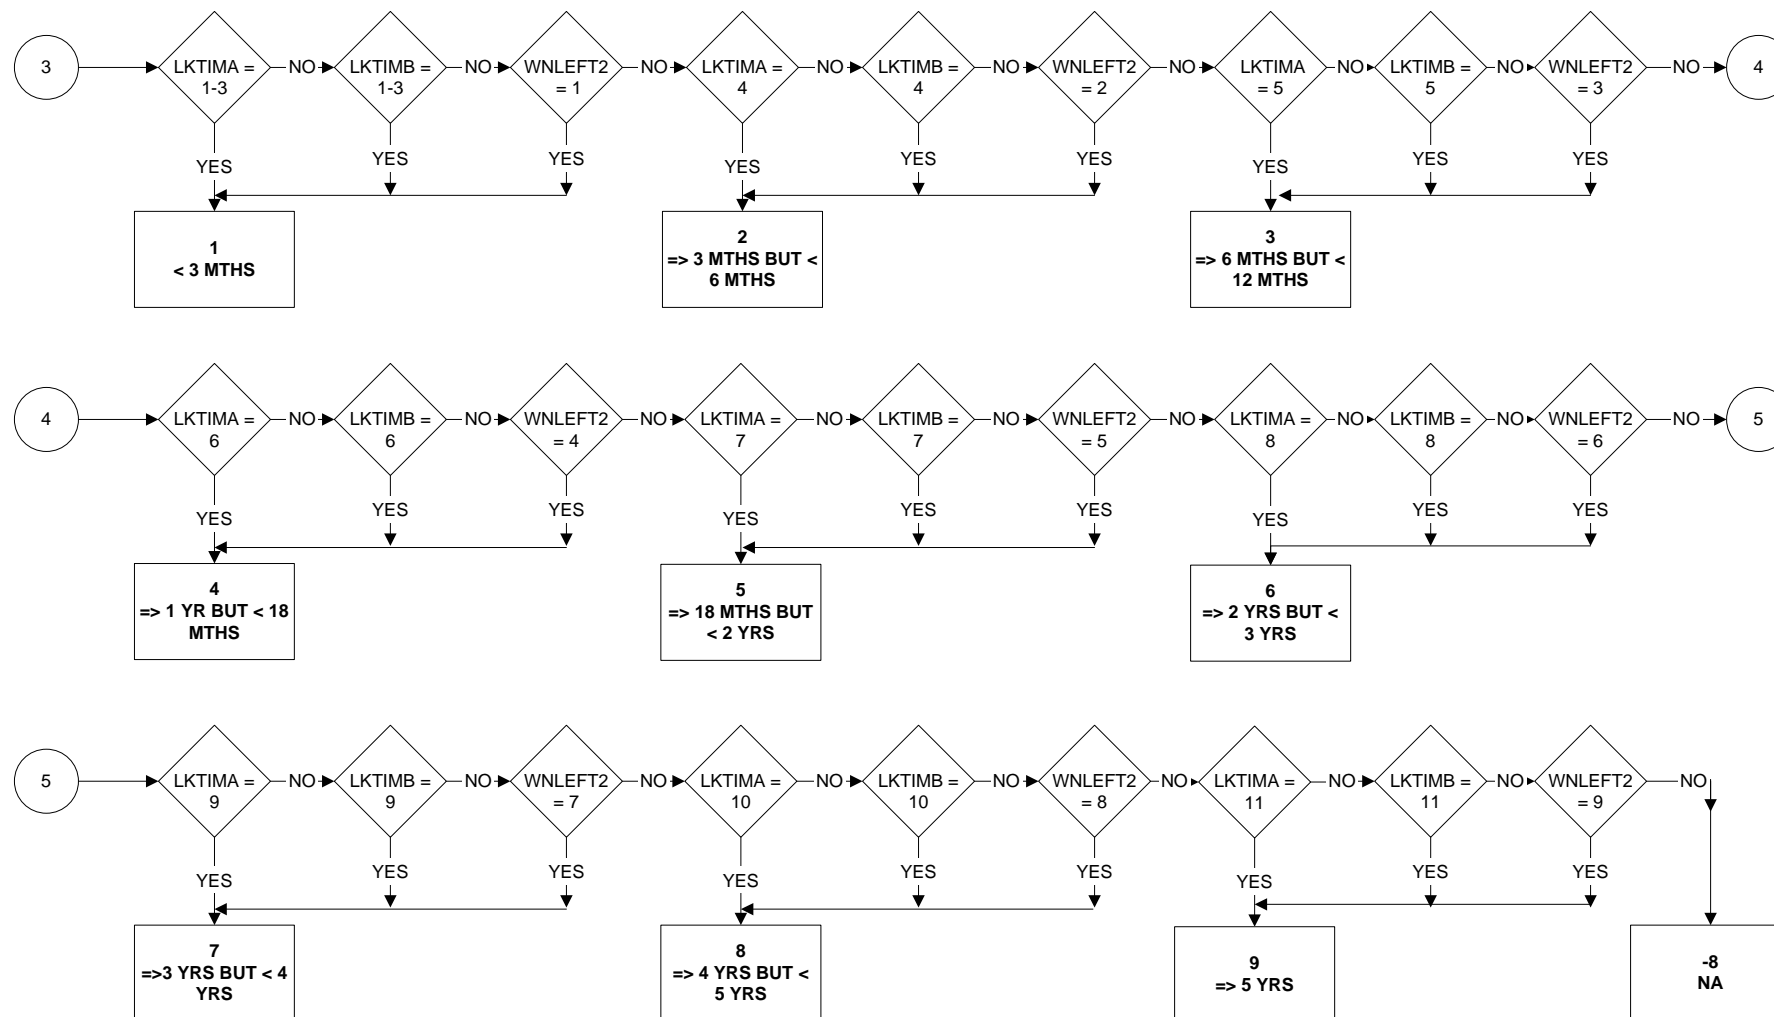 3
LKTIMA =
1-3
NO
LKTIMB =
1-3
NO
WNLEFT2
= 1
NO
LKTIMA =
4
NO
LKTIMB =
4
NO
WNLEFT2
= 2
NO
LKTIMA
= 5
NO
LKTIMB =
5
NO
WNLEFT2
= 3
NO
4
YES
YES
YES
YES
YES
YES
YES
YES
YES
1
< 3 MTHS
2
=> 3 MTHS BUT <
6 MTHS
3
=> 6 MTHS BUT <
12 MTHS
4
LKTIMA =
6
NO
LKTIMB =
6
NO
WNLEFT2
= 4
NO
LKTIMA =
7
NO
LKTIMB =
7
NO
WNLEFT2
= 5
NO
LKTIMA =
8
NO
LKTIMB =
8
NO
WNLEFT2
= 6
NO
5
YES
YES
YES
YES
YES
YES
YES
YES
YES
4
=> 1 YR BUT < 18
MTHS
5
=> 18 MTHS BUT
< 2 YRS
6
=> 2 YRS BUT <
3 YRS
5
LKTIMA =
9
NO
LKTIMB =
9
NO
WNLEFT2
= 7
NO
LKTIMA =
10
NO
LKTIMB =
10
NO
WNLEFT2
= 8
NO
LKTIMA =
11
NO
LKTIMB =
11
NO
WNLEFT2
= 9
NO
YES
YES
YES
YES
YES
YES
YES
YES
YES
7
=>3 YRS BUT < 4
YRS
8
=> 4 YRS BUT <
5 YRS
9
=> 5 YRS
-8
NA